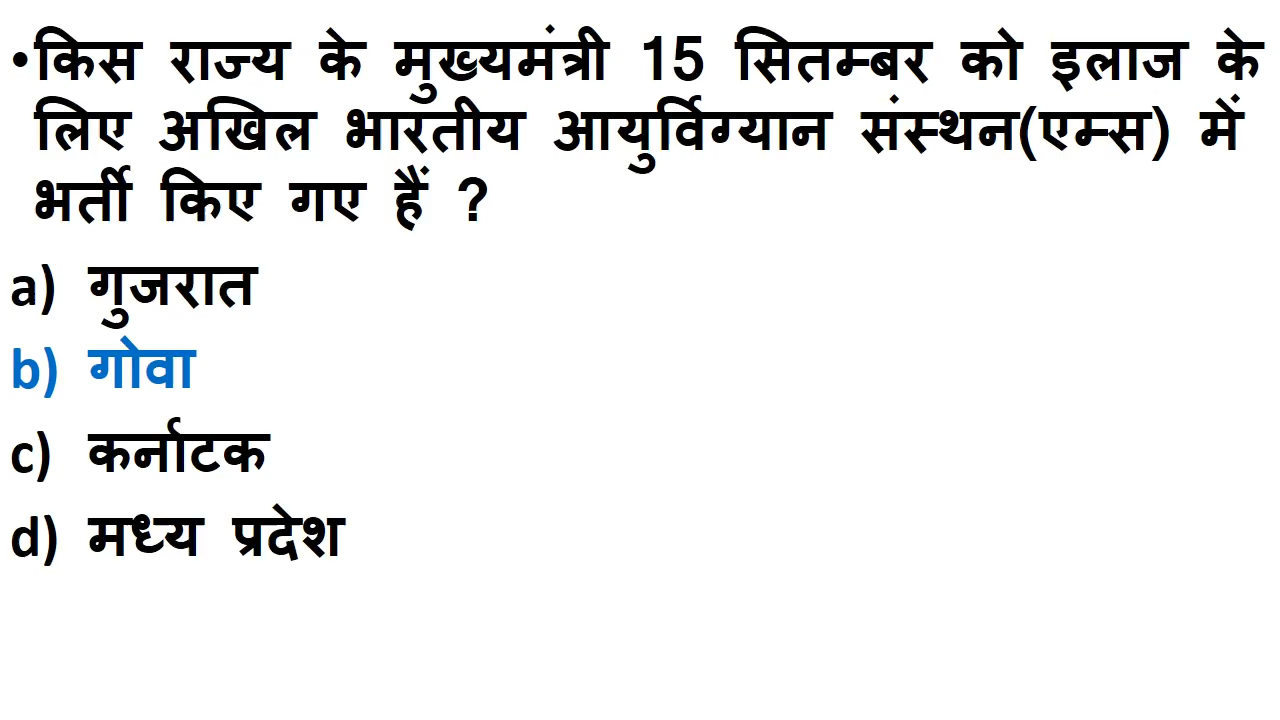 •किस राज्य के मुख्यमंत्री 15 सितम्बर को इलाज के
लिए अखिल भारतीय आयुर्विग्यान संस्थन(एम्स) में
भर्ती किए गए हैं ?
a) गुजरात
b) गोवा
c) कर्नाटक
d) मध्य प्रदेश